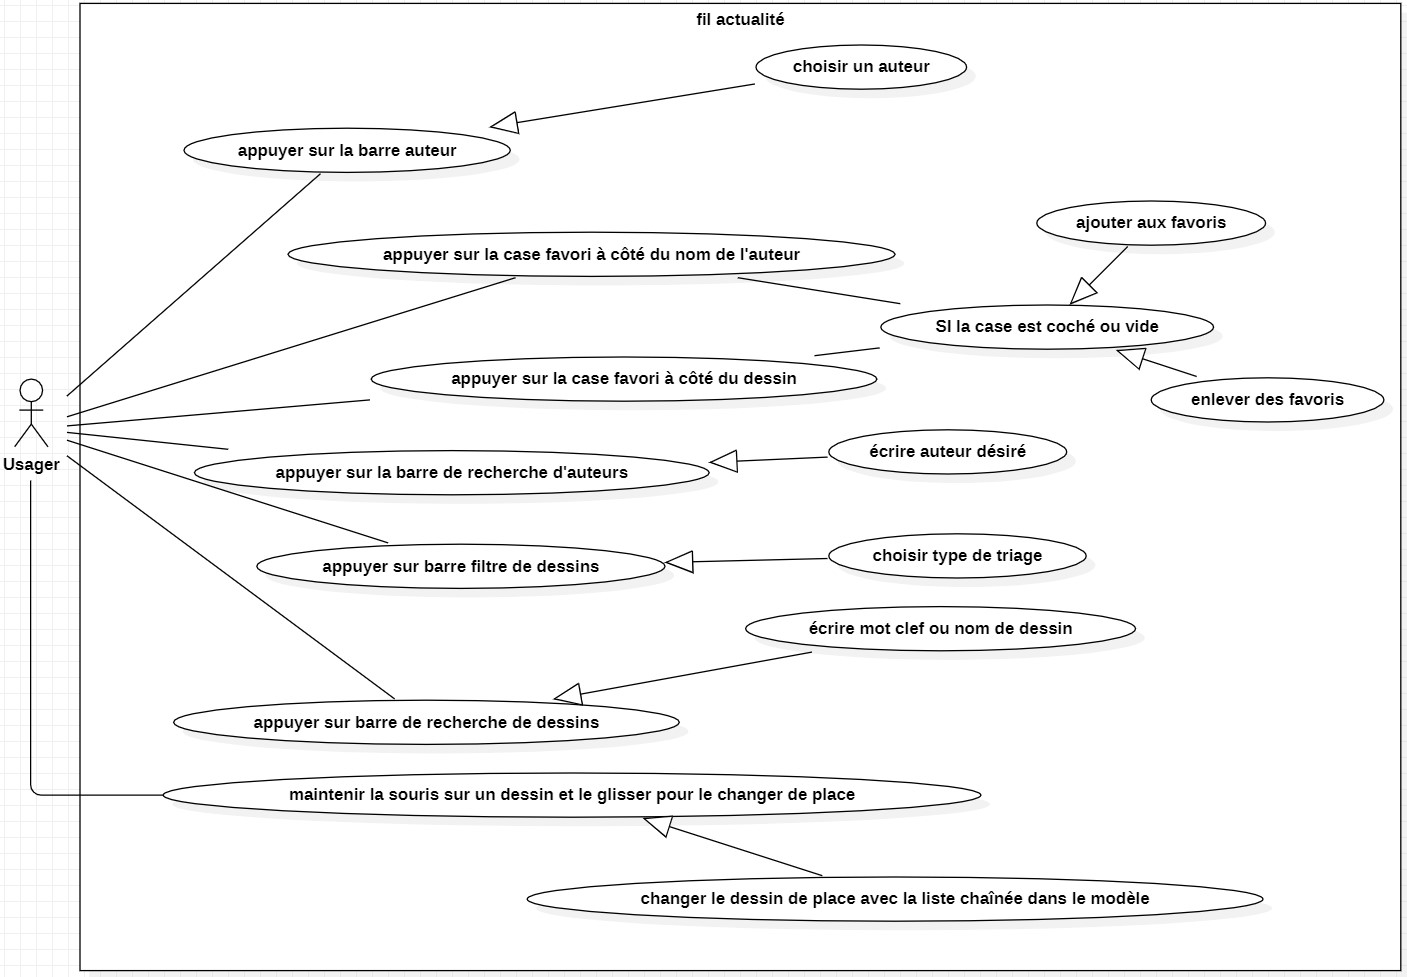 fil actualité
choisir un auteur
appuyer sur la barre auteur
ajouter aux favoris
appuyer sur la case favori à côté du nom de l'auteur
SI la case est coché ou vide
appuyer sur la case favori à côté du dessin
enlever des favoris
Usager
écrire auteur désiré
appuyer sur la barre de recherche d'auteurs
choisir type de triage
appuyer sur barre filtre de dessins
écrire mot clef ou nom de dessin
appuyer sur barre de recherche de dessins
maintenir la souris sur un dessin et le glisser pour le changer de place
changer le dessin de place avec la liste chaînée dans le modèle